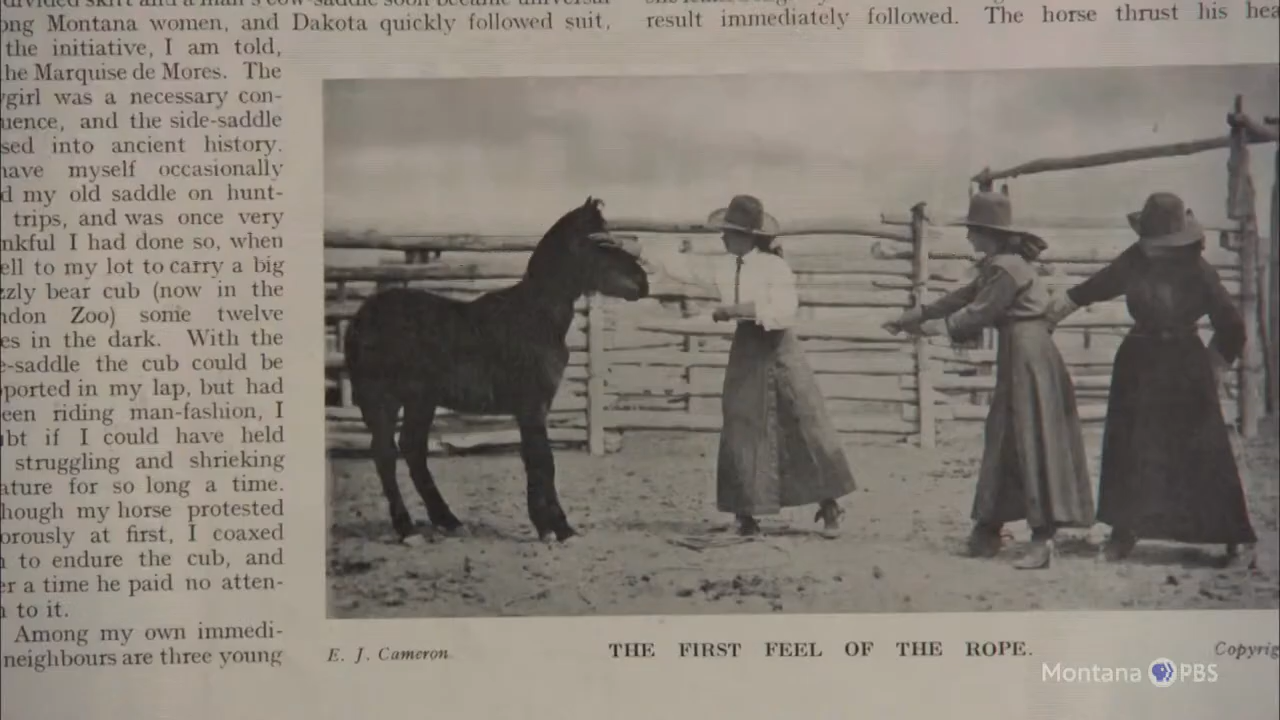 ong Montana women, and Dakota quickly followed suit,
the initiative, I am told,
he Marquise de Mores. The
girl was a necessary con-
uence, and the side-saddle
sed into ancient history.
have myself occasionally
d my old saddle on hunt-
trips, and was once very
nkful I had done so, when
ell to my lot to carry a big
zzly bear cub (now in the
ndon Zoo) some twelve
es in the dark. With the
e-saddle the cub could be
ported in my lap, but had
een riding man-fashion, I
ubt if I could have held
struggling and shrieking
ature for so long a time.
hough my horse protested
orously at first, I coaxed
to endure the cub, and
er a time he paid no atten-
to it.
Among my own immedi-
neighbours are three young
result immediately followed. The horse thrust his hea
E. J. Cameron
THE FIRST FEEL OF THE ROPE.
Copyrig
Montana PBS